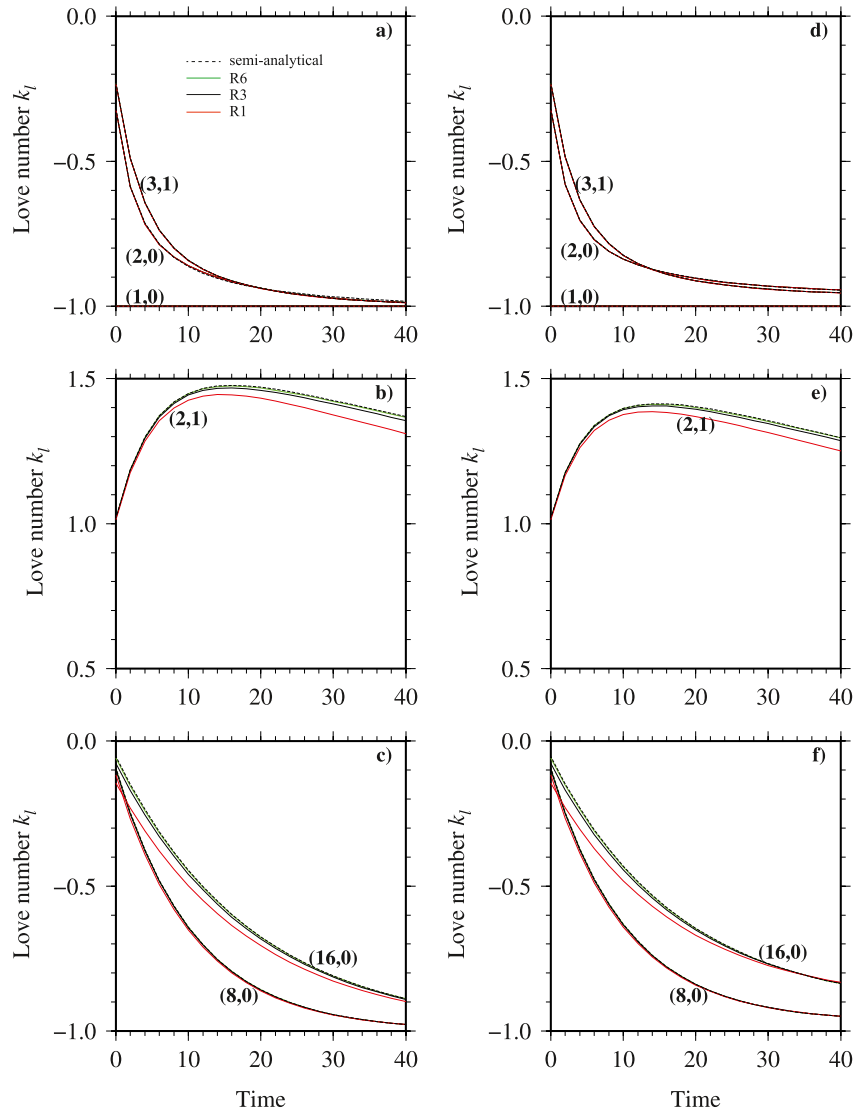 0.0
−0.5
−1.0
Love number k_l
a)
semi-analytical
R6
R3
R1
(3,1)
(2,0)
(1,0)
0 10 20 30 40
0.0
−0.5
−1.0
Love number k_l
d)
(3,1)
(2,0)
(1,0)
0 10 20 30 40
1.5
1.0
0.5
Love number k_l
b)
(2,1)
0 10 20 30 40
1.5
1.0
0.5
Love number k_l
e)
(2,1)
0 10 20 30 40
0.0
−0.5
−1.0
Love number k_l
c)
(16,0)
(8,0)
0 10 20 30 40
Time
0.0
−0.5
−1.0
Love number k_l
f)
(16,0)
(8,0)
0 10 20 30 40
Time